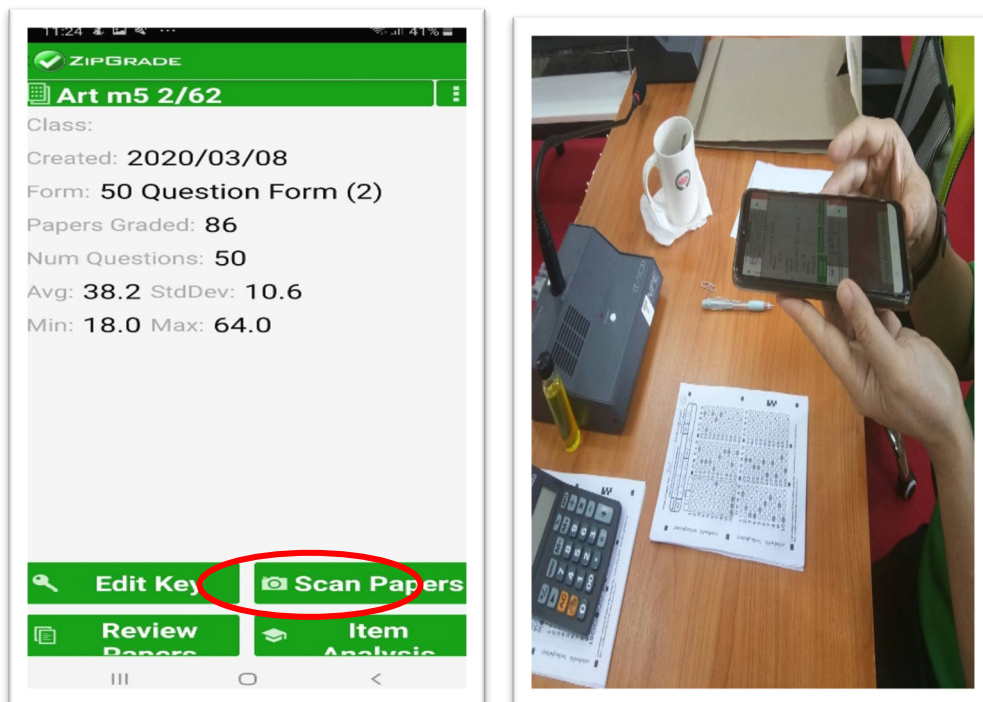 11:24 41%
ZIPGRADE
Art m5 2/62
Class:
Created: 2020/03/08
Form: 50 Question Form (2)
Papers Graded: 86
Num Questions: 50
Avg: 38.2 StdDev: 10.6
Min: 18.0 Max: 64.0
Edit Key
Scan Papers
Review
Papers
Item
Analysis